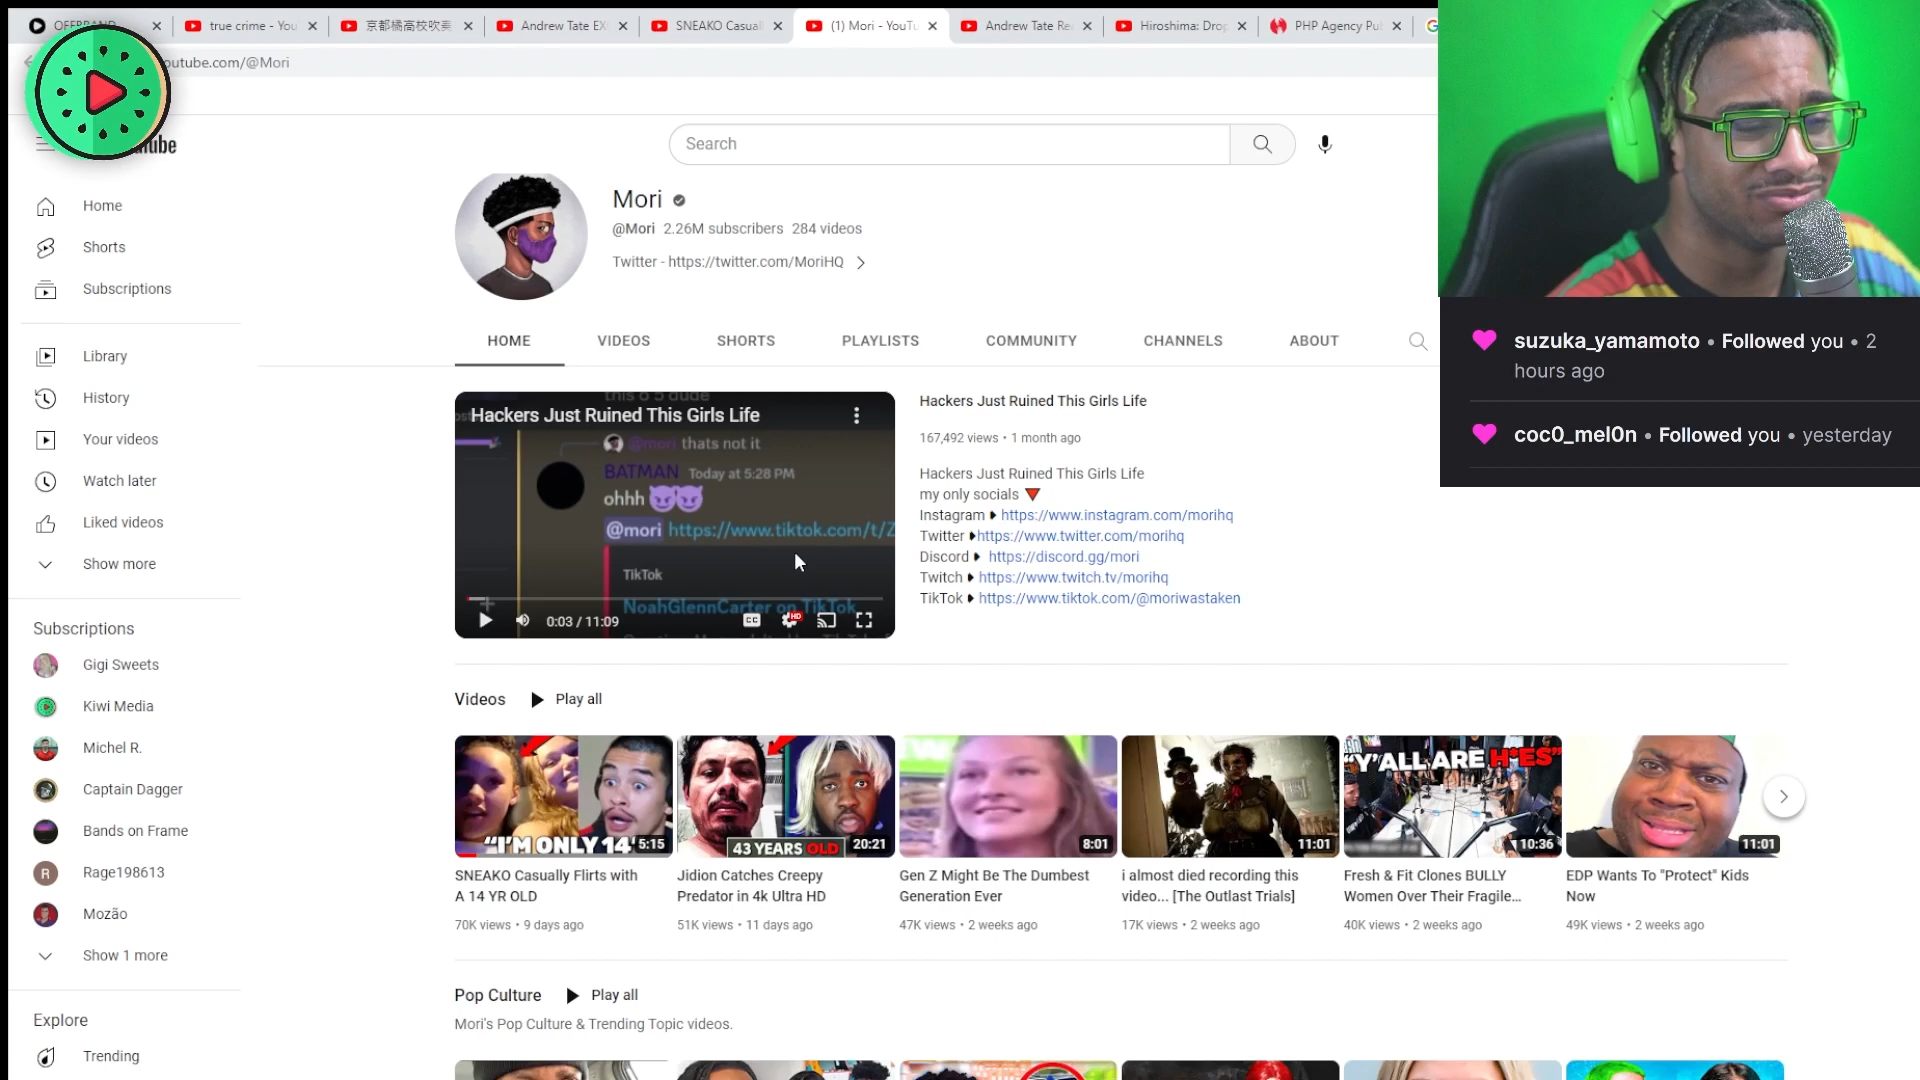 OFFBRAND
true crime - You
京都橘高校吹奏
Andrew Tate EX
SNEAKO Casual
(1) Mori - YouTu
Andrew Tate Re
Hiroshima: Drop
PHP Agency Pu
outube.com/@Mori
Search
Home
Shorts
Subscriptions
Library
History
Your videos
Watch later
Liked videos
Show more
Subscriptions
Gigi Sweets
Kiwi Media
Michel R.
Captain Dagger
Bands on Frame
R
Rage198613
Mozão
Show 1 more
Explore
Trending
Mori
@Mori 2.26M subscribers 284 videos
Twitter - https://twitter.com/MoriHQ
HOME
VIDEOS
SHORTS
PLAYLISTS
COMMUNITY
CHANNELS
ABOUT
this o 5 dude
Hackers Just Ruined This Girls Life
@mori thats not it
BATMAN Today at 5:28 PM
ohhh 😈😈
@mori https://www.tiktok.com/t/Z
TikTok
NoahGlennCarter on TikTok
0:03 / 11:09
CC
HD
Hackers Just Ruined This Girls Life
167,492 views • 1 month ago
Hackers Just Ruined This Girls Life
my only socials 🔻
Instagram ▸ https://www.instagram.com/morihq
Twitter ▸https://www.twitter.com/morihq
Discord ▸ https://discord.gg/mori
Twitch ▸ https://www.twitch.tv/morihq
TikTok ▸ https://www.tiktok.com/@moriwastaken
suzuka_yamamoto • Followed you • 2
hours ago
coc0_mel0n • Followed you • yesterday
Videos
Play all
"I'M ONLY 14"
5:15
SNEAKO Casually Flirts with
A 14 YR OLD
70K views • 9 days ago
43 YEARS OLD
20:21
Jidion Catches Creepy
Predator in 4k Ultra HD
51K views • 11 days ago
8:01
Gen Z Might Be The Dumbest
Generation Ever
47K views • 2 weeks ago
11:01
i almost died recording this
video... [The Outlast Trials]
17K views • 2 weeks ago
"Y'ALL ARE H*ES"
10:36
Fresh & Fit Clones BULLY
Women Over Their Fragile...
40K views • 2 weeks ago
11:01
EDP Wants To "Protect" Kids
Now
49K views • 2 weeks ago
Pop Culture
Play all
Mori's Pop Culture & Trending Topic videos.